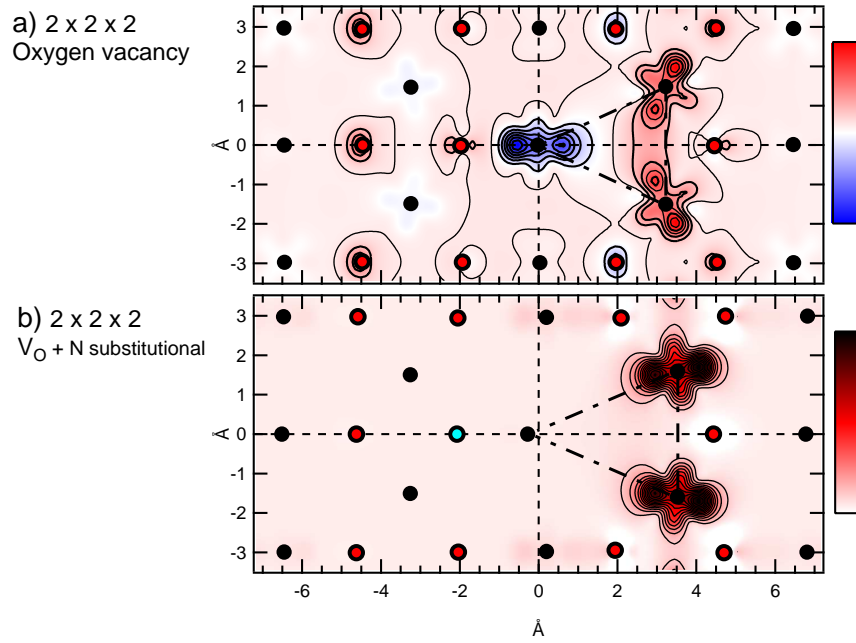 a) 2 x 2 x 2
Oxygen vacancy
3
2
1
0
-1
-2
-3
Å
b) 2 x 2 x 2
V_O + N substitutional
3
2
1
0
-1
-2
-3
Å
-6 -4 -2 0 2 4 6
Å